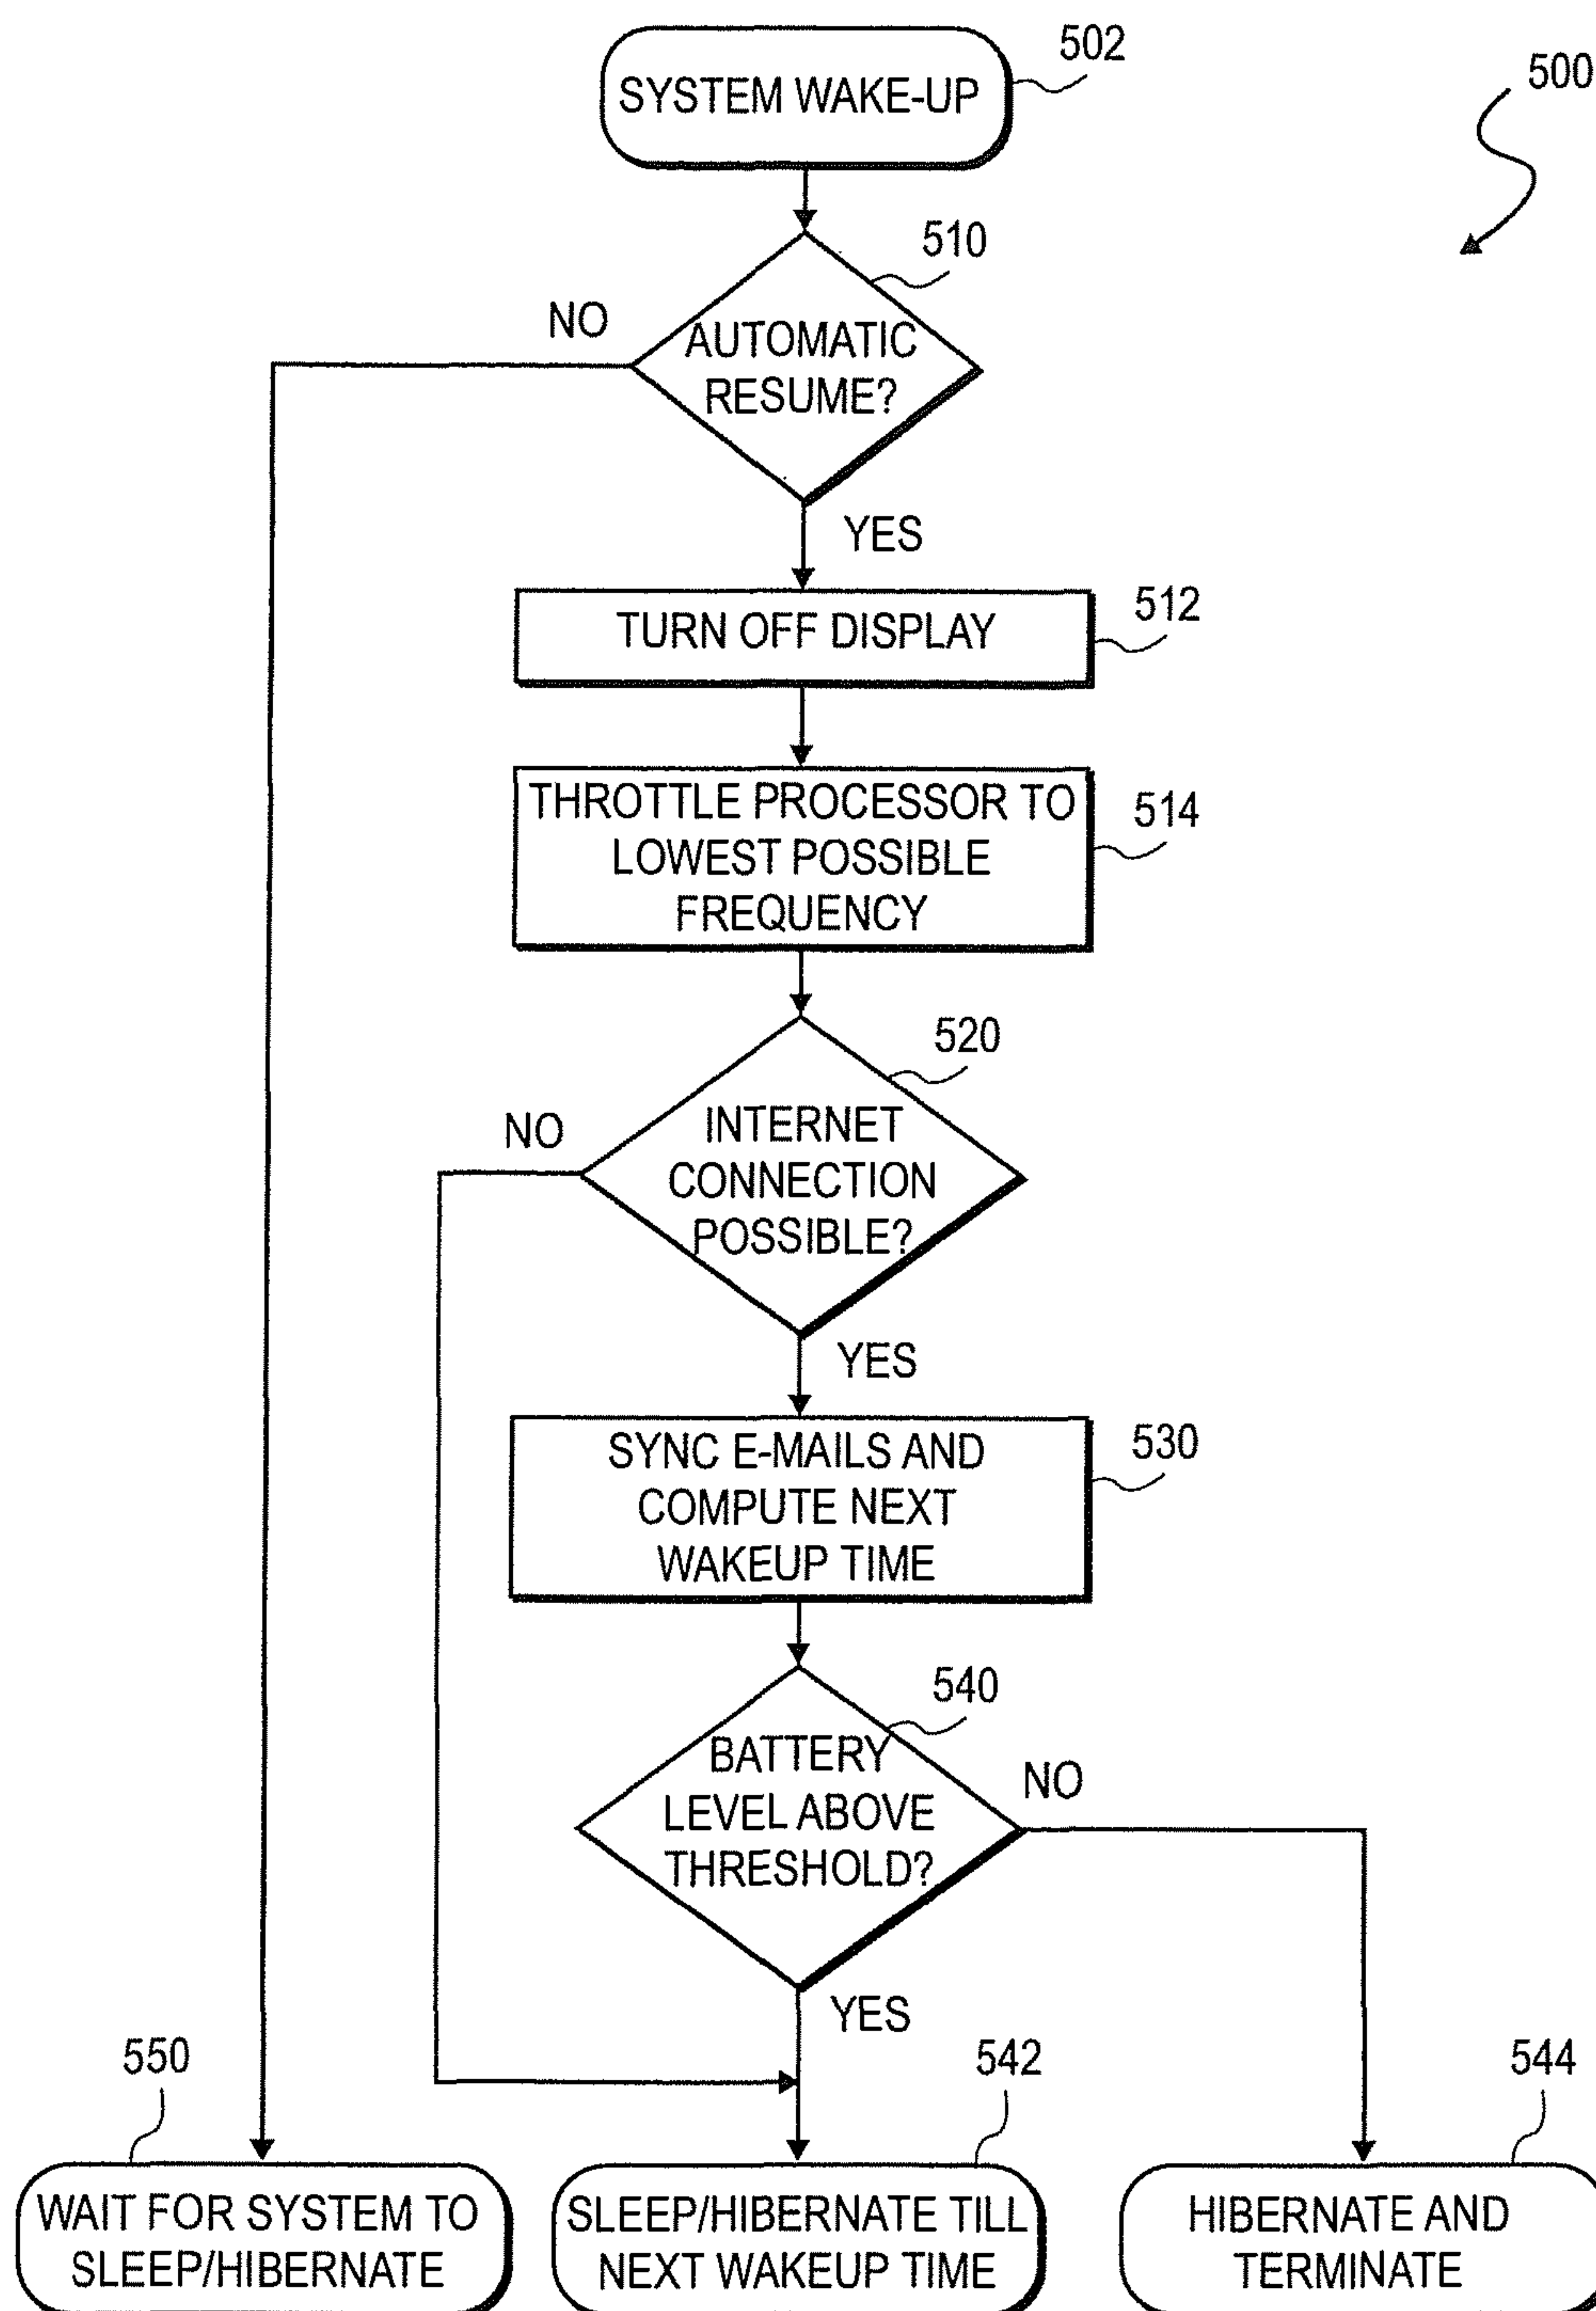 502
SYSTEM WAKE-UP
500
510
NO
AUTOMATIC
RESUME?
YES
512
TURN OFF DISPLAY
514
THROTTLE PROCESSOR TO
LOWEST POSSIBLE
FREQUENCY
520
NO
INTERNET
CONNECTION
POSSIBLE?
YES
530
SYNC E-MAILS AND
COMPUTE NEXT
WAKEUP TIME
540
BATTERY
LEVEL ABOVE
THRESHOLD?
NO
YES
550
542
544
WAIT FOR SYSTEM TO
SLEEP/HIBERNATE
SLEEP/HIBERNATE TILL
NEXT WAKEUP TIME
HIBERNATE AND
TERMINATE